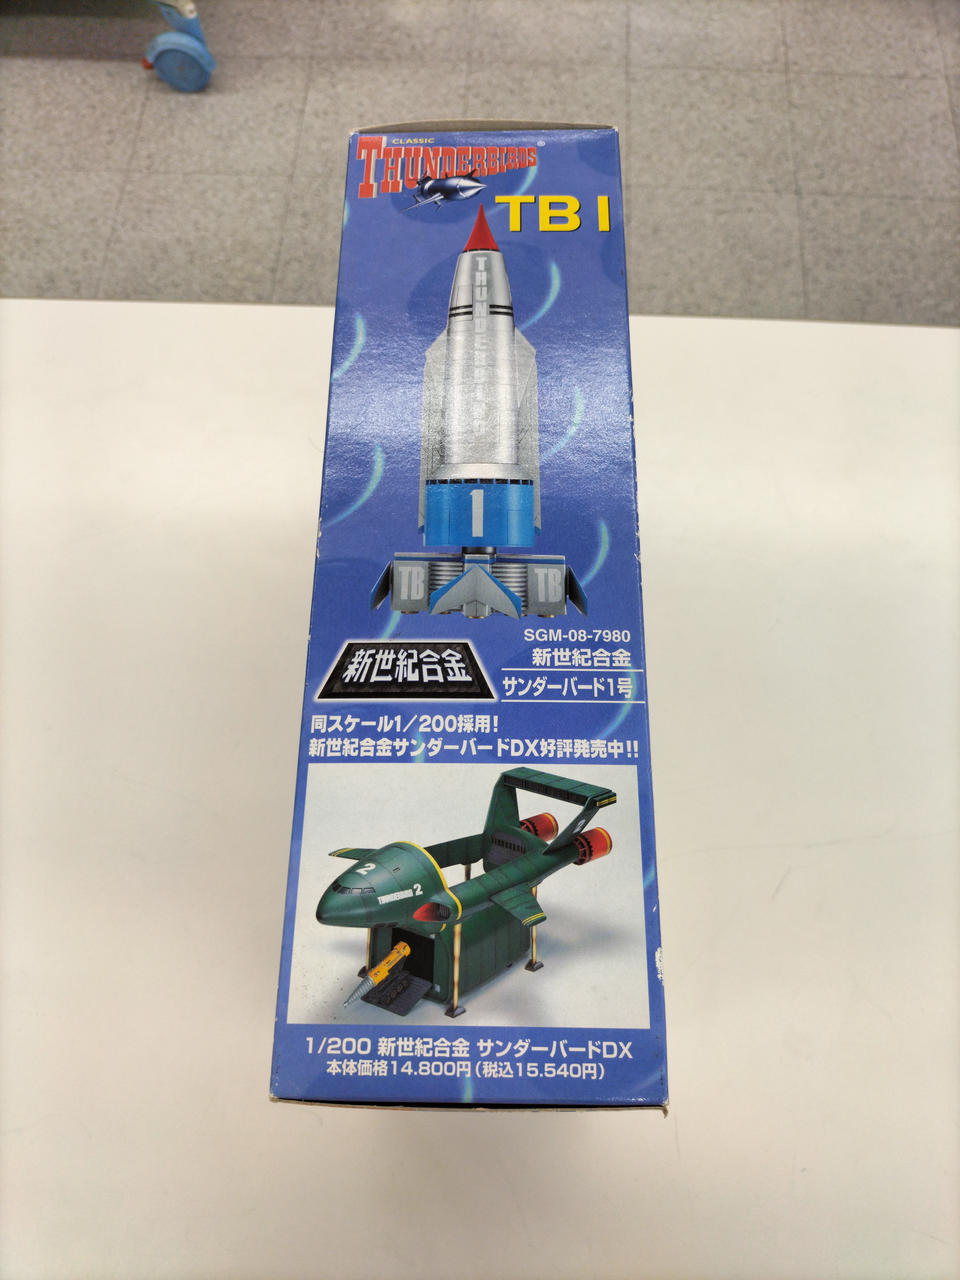 CLASSIC
THUNDERBIRDS®
TB 1
THUNDERBIRD
1
TB TB
SGM-08-7980
新世紀合金
新世紀合金
サンダーバード1号
同スケール1／200採用!
新世紀合金サンダーバードDX好評発売中!!
2
THUNDERBIRD 2
1/200 新世紀合金 サンダーバードDX
本体価格14.800円(税込15.540円)